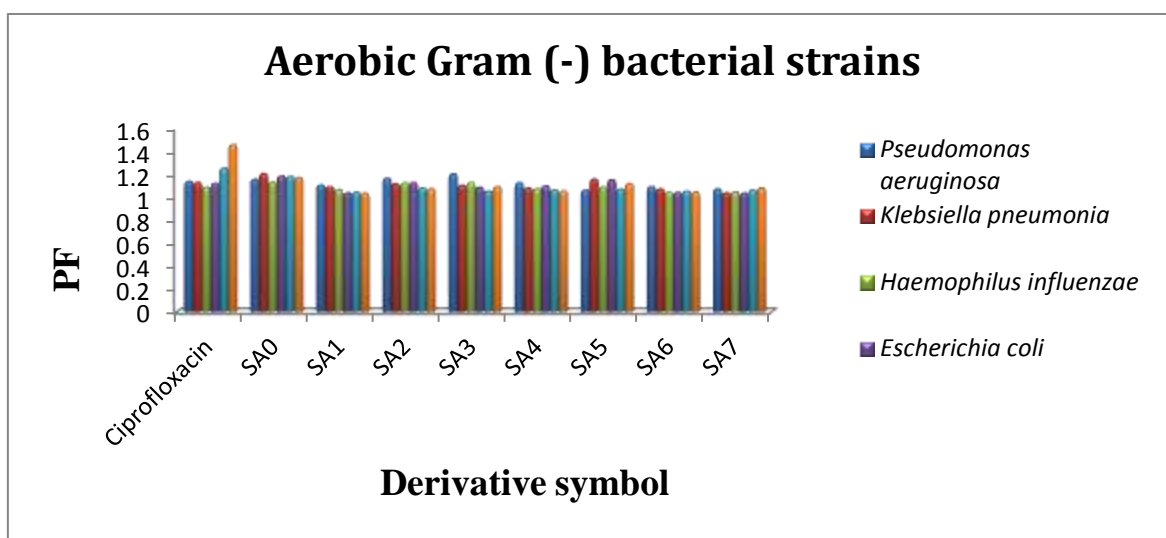 Aerobic Gram (-) bacterial strains
1.6
1.4
1.2
1
0.8
0.6
0.4
0.2
0
PF
Ciprofloxacin
SA0
SA1
SA2
SA3
SA4
SA5
SA6
SA7
Derivative symbol
Pseudomonas
aeruginosa
Klebsiella pneumonia
Haemophilus influenzae
Escherichia coli